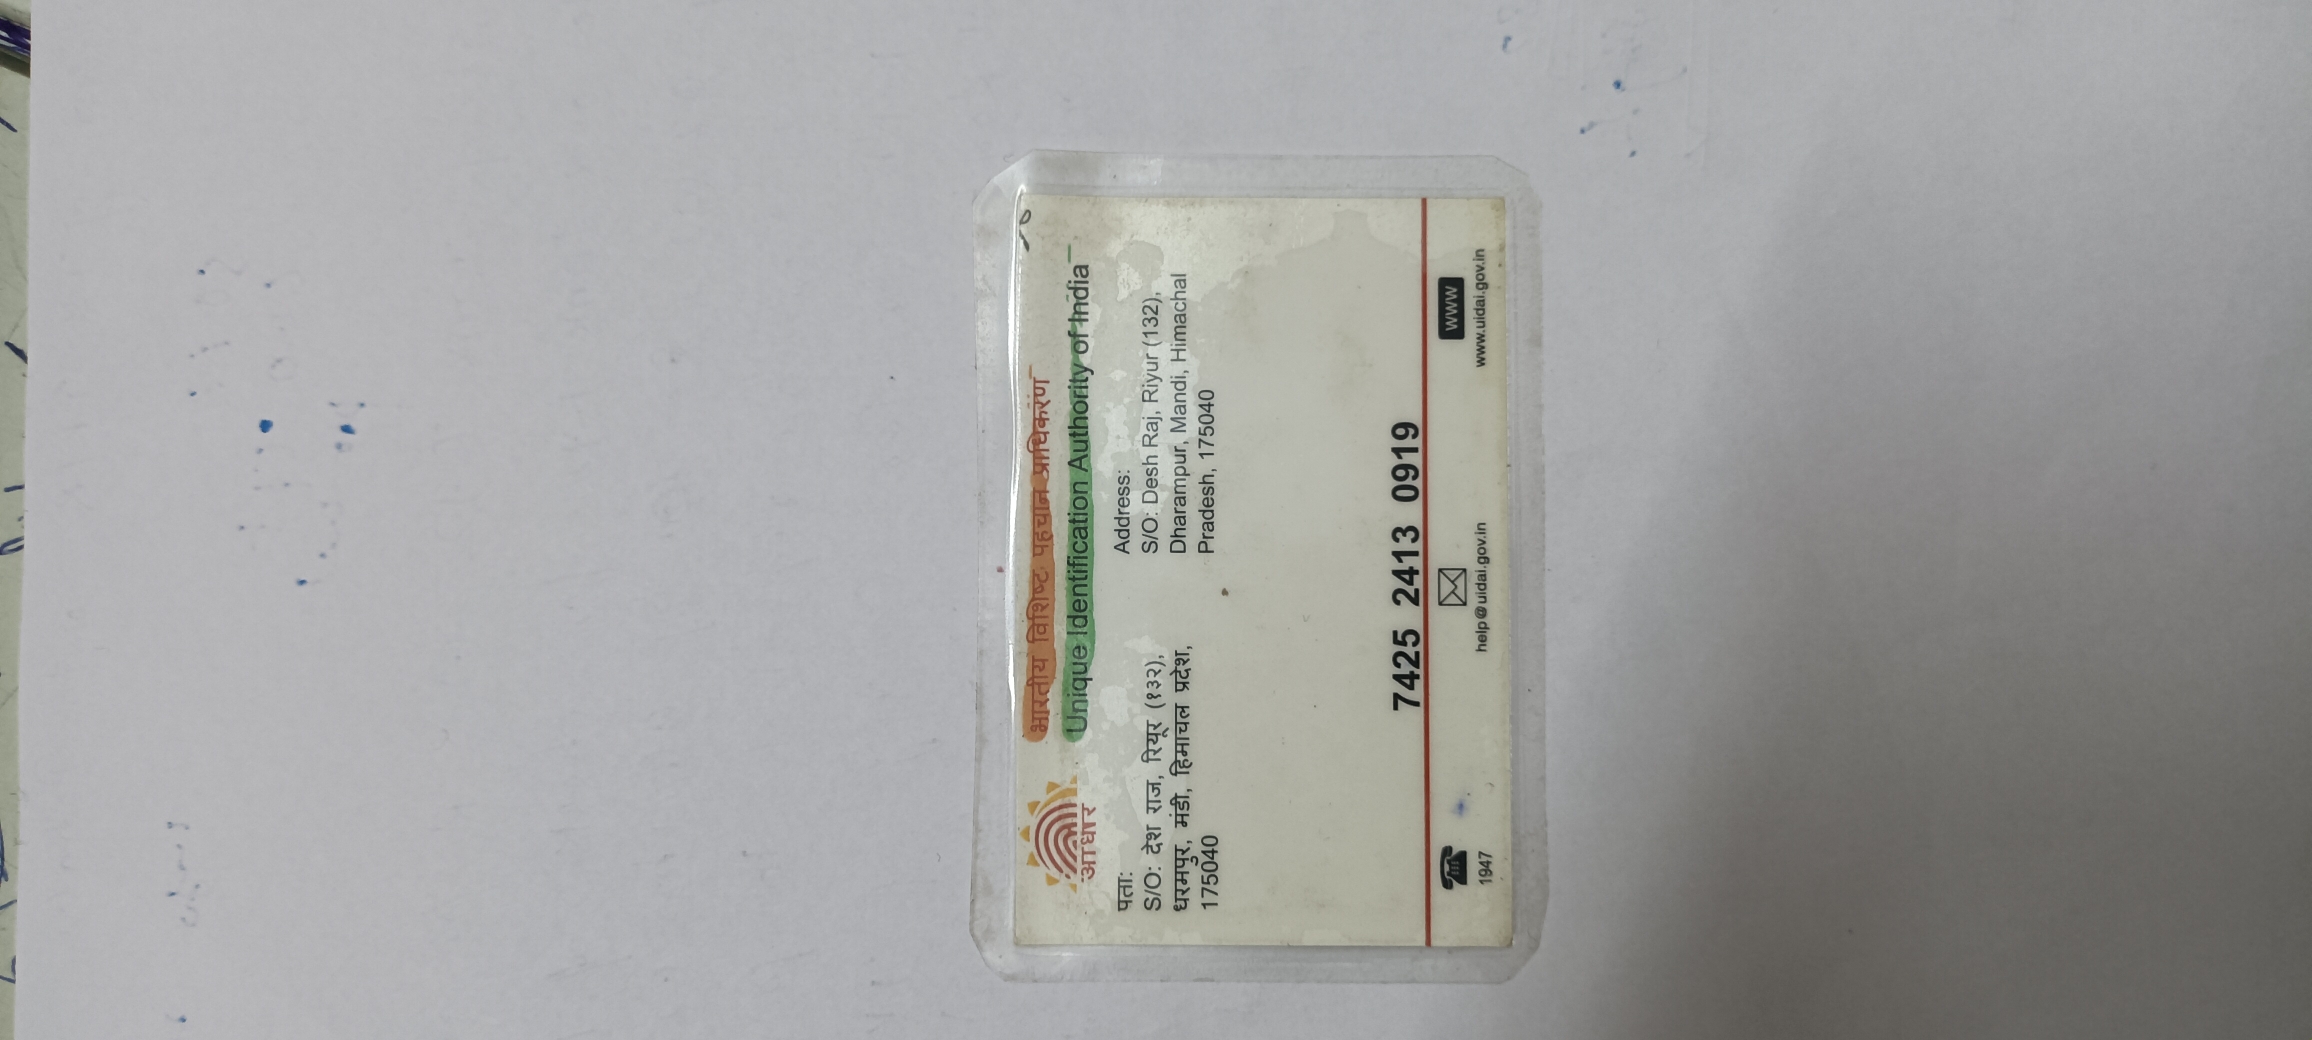 भारतीय विशिष्ट पहचान प्राधिकरण
Unique Identification Authority of India
आधार
पता:
S/O: देश राज, रियूर (१३२),
धरमपुर, मंडी, हिमाचल प्रदेश,
175040
Address:
S/O: Desh Raj, Riyur (132),
Dharampur, Mandi, Himachal
Pradesh, 175040
7425 2413 0919
1947
help@uidai.gov.in
WWW
www.uidai.gov.in